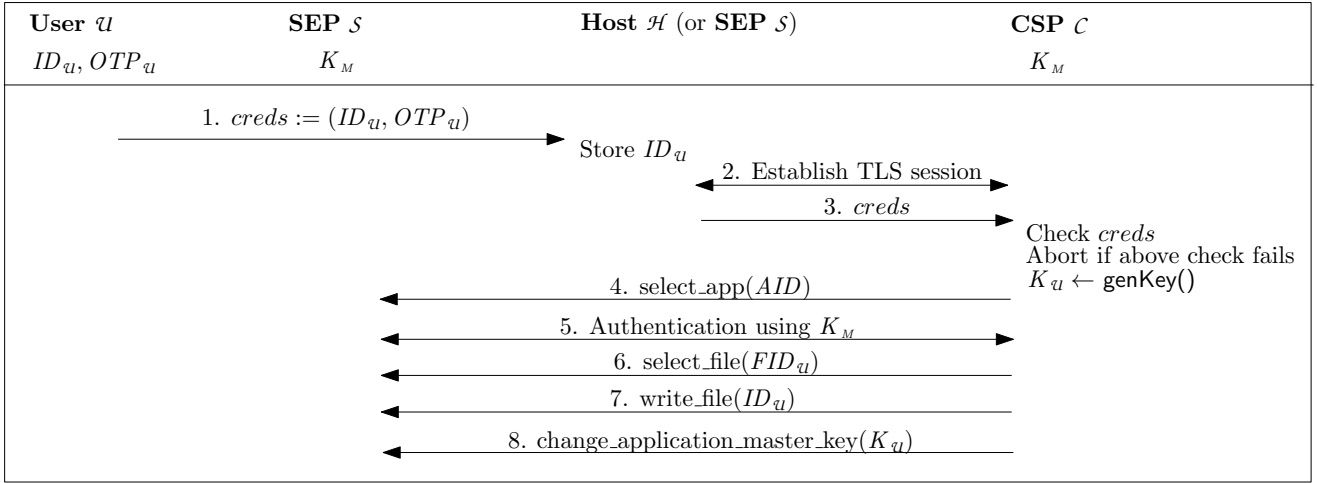 User 𝒰 SEP 𝒮 Host ℋ (or SEP 𝒮) CSP 𝒞
ID_𝒰, OTP_𝒰 K_M K_M
1. creds := (ID_𝒰, OTP_𝒰)
Store ID_𝒰
2. Establish TLS session
3. creds
Check creds
Abort if above check fails
K_𝒰 ← genKey()
4. select_app(AID)
5. Authentication using K_M
6. select_file(FID_𝒰)
7. write_file(ID_𝒰)
8. change_application_master_key(K_𝒰)